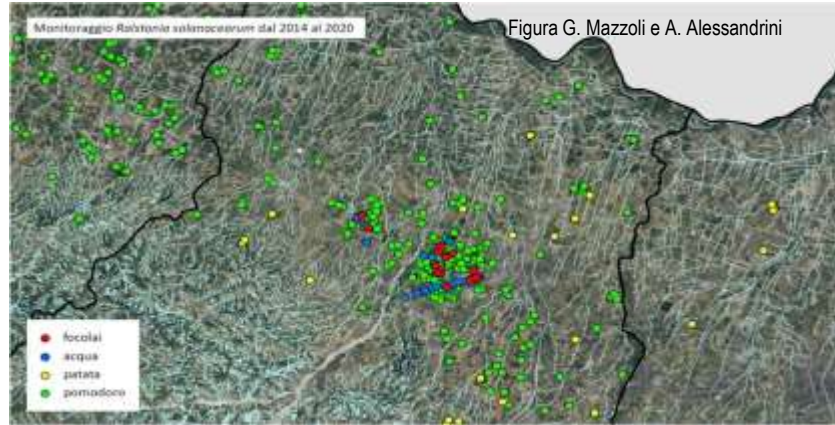 Monitoraggio Ralstonia solanacearum dal 2014 al 2020
Figura G. Mazzoli e A. Alessandrini
focolai
acqua
patata
pomodoro